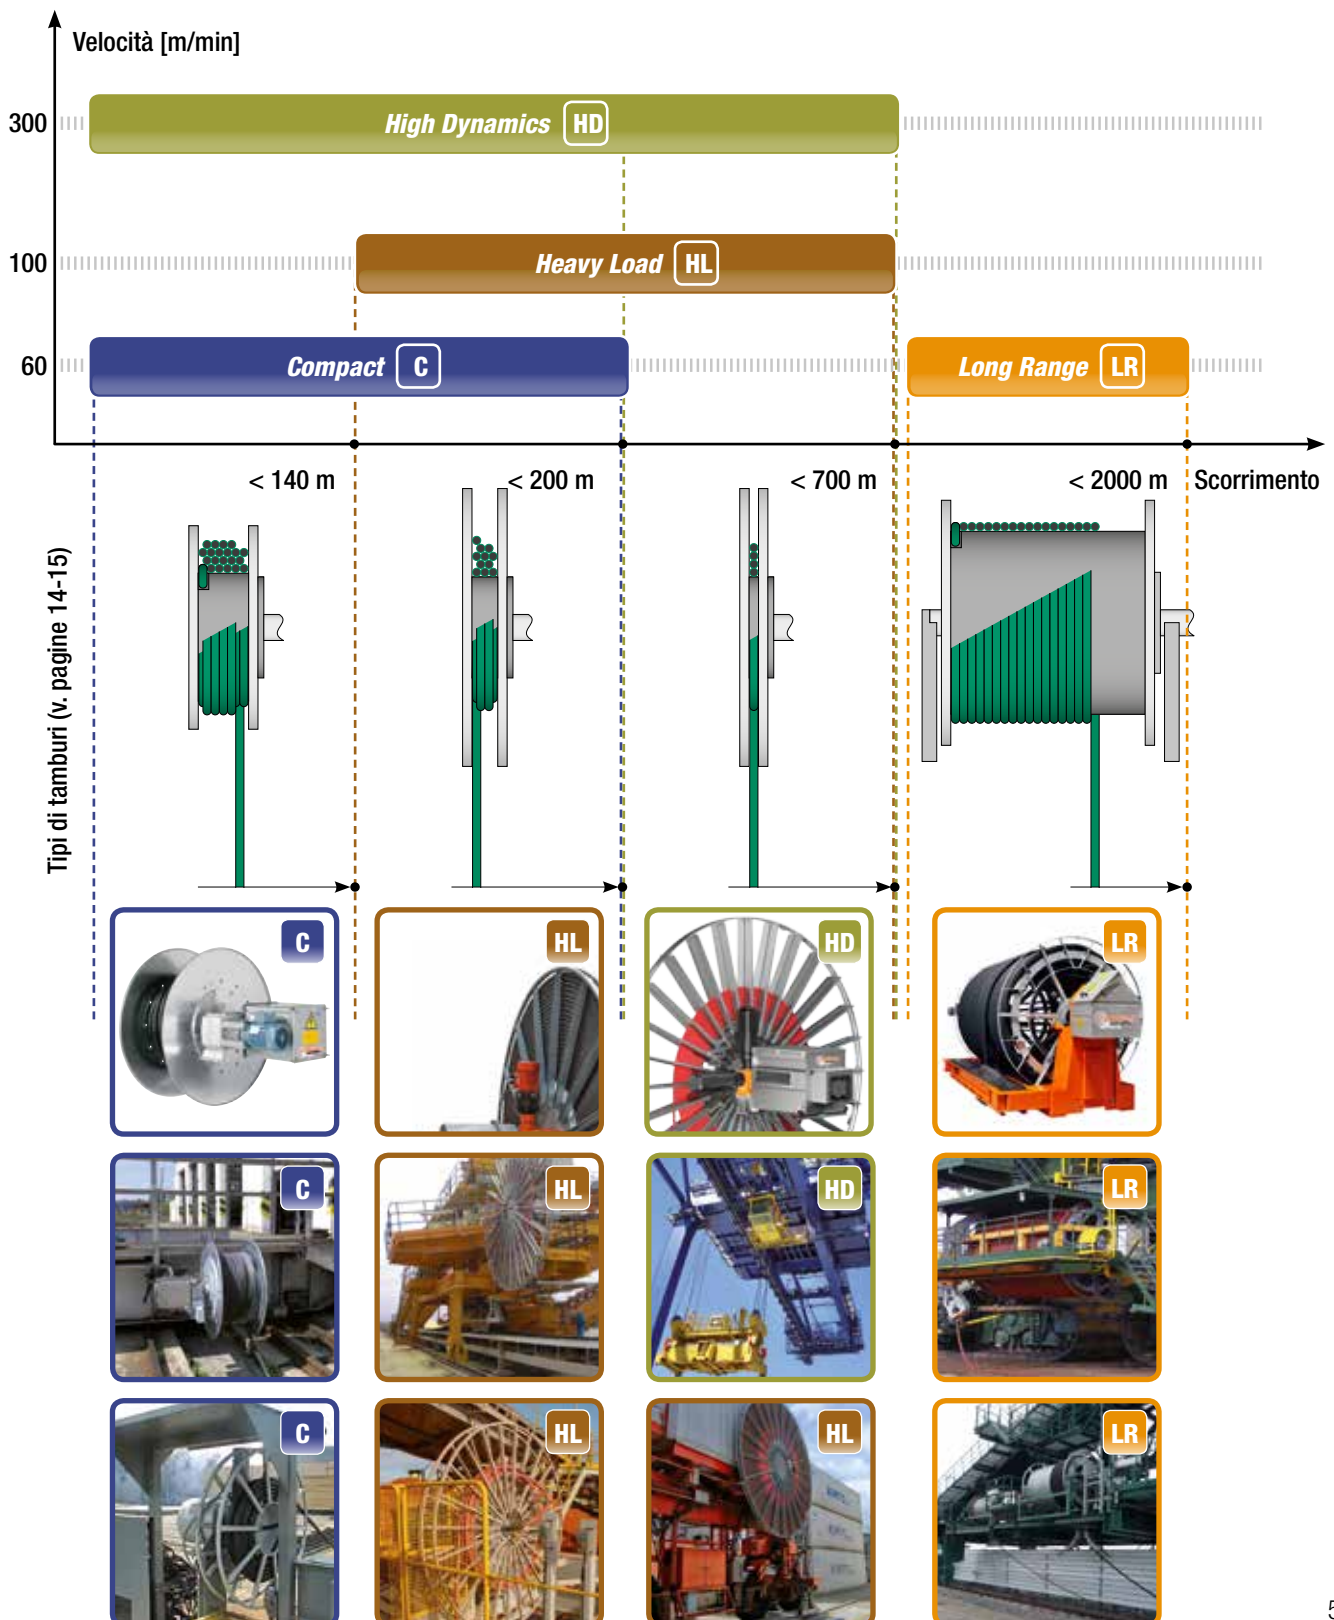 Velocità [m/min]
300
High Dynamics HD
100
Heavy Load HL
60
Compact C
Long Range LR
< 140 m
< 200 m
< 700 m
< 2000 m
Scorrimento
Tipi di tamburi (v. pagine 14-15)
C
HL
HD
LR
C
HL
HD
LR
C
HL
HL
LR
5